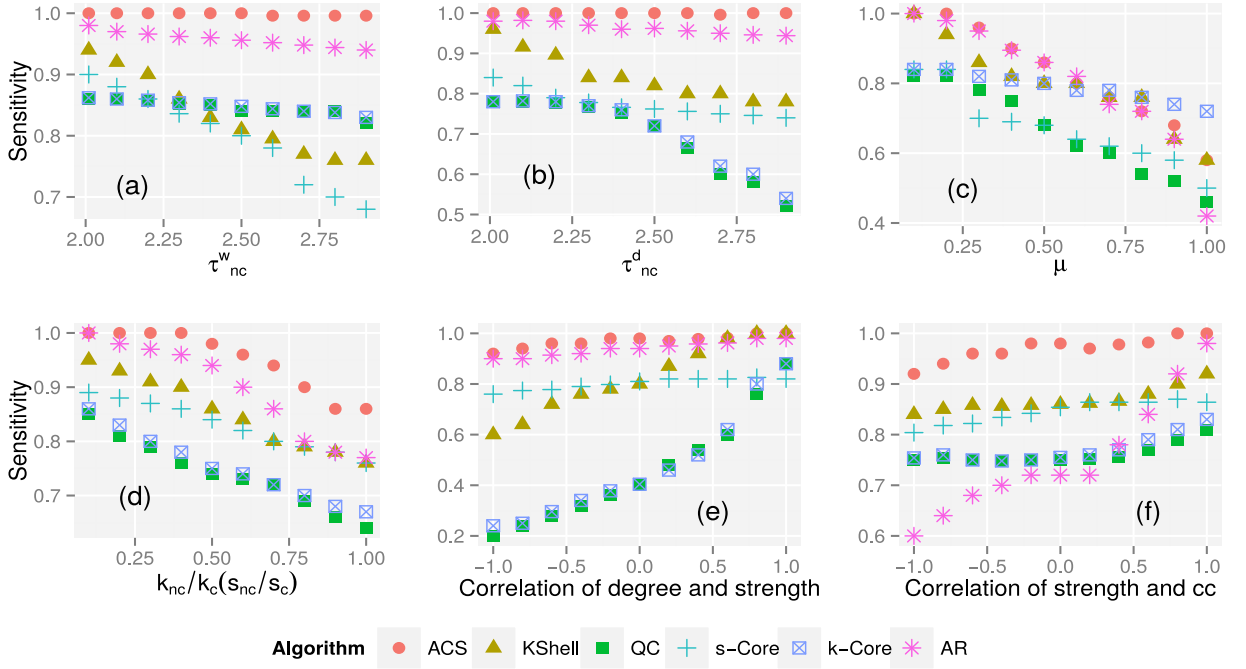 Sensitivity
1.0
0.9
0.8
0.7
(a)
2.00 2.25 2.50 2.75
τ^w_nc
1.0
0.9
0.8
0.7
0.6
0.5
(b)
2.00 2.25 2.50 2.75
τ^d_nc
1.0
0.8
0.6
0.4
(c)
0.25 0.50 0.75 1.00
μ
Sensitivity
1.0
0.9
0.8
0.7
(d)
0.25 0.50 0.75 1.00
k_nc/k_c(s_nc/s_c)
1.0
0.8
0.6
0.4
0.2
(e)
−1.0 −0.5 0.0 0.5 1.0
Correlation of degree and strength
1.0
0.9
0.8
0.7
0.6
(f)
−1.0 −0.5 0.0 0.5 1.0
Correlation of strength and cc
Algorithm ACS KShell QC s−Core k−Core AR